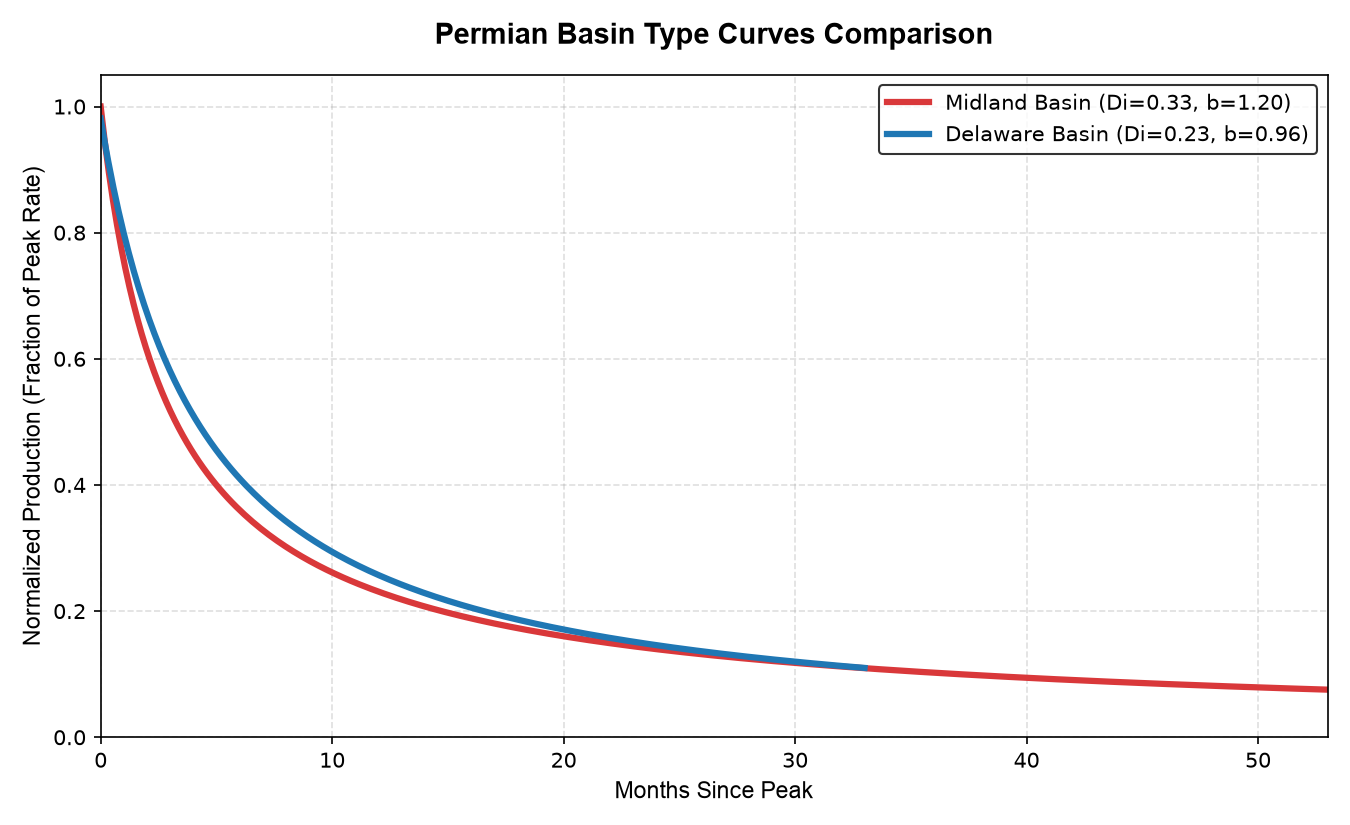 Permian Basin Type Curves Comparison
Midland Basin (Di=0.33, b=1.20)
Delaware Basin (Di=0.23, b=0.96)
Normalized Production (Fraction of Peak Rate)
1.0
0.8
0.6
0.4
0.2
0.0
0 10 20 30 40 50
Months Since Peak